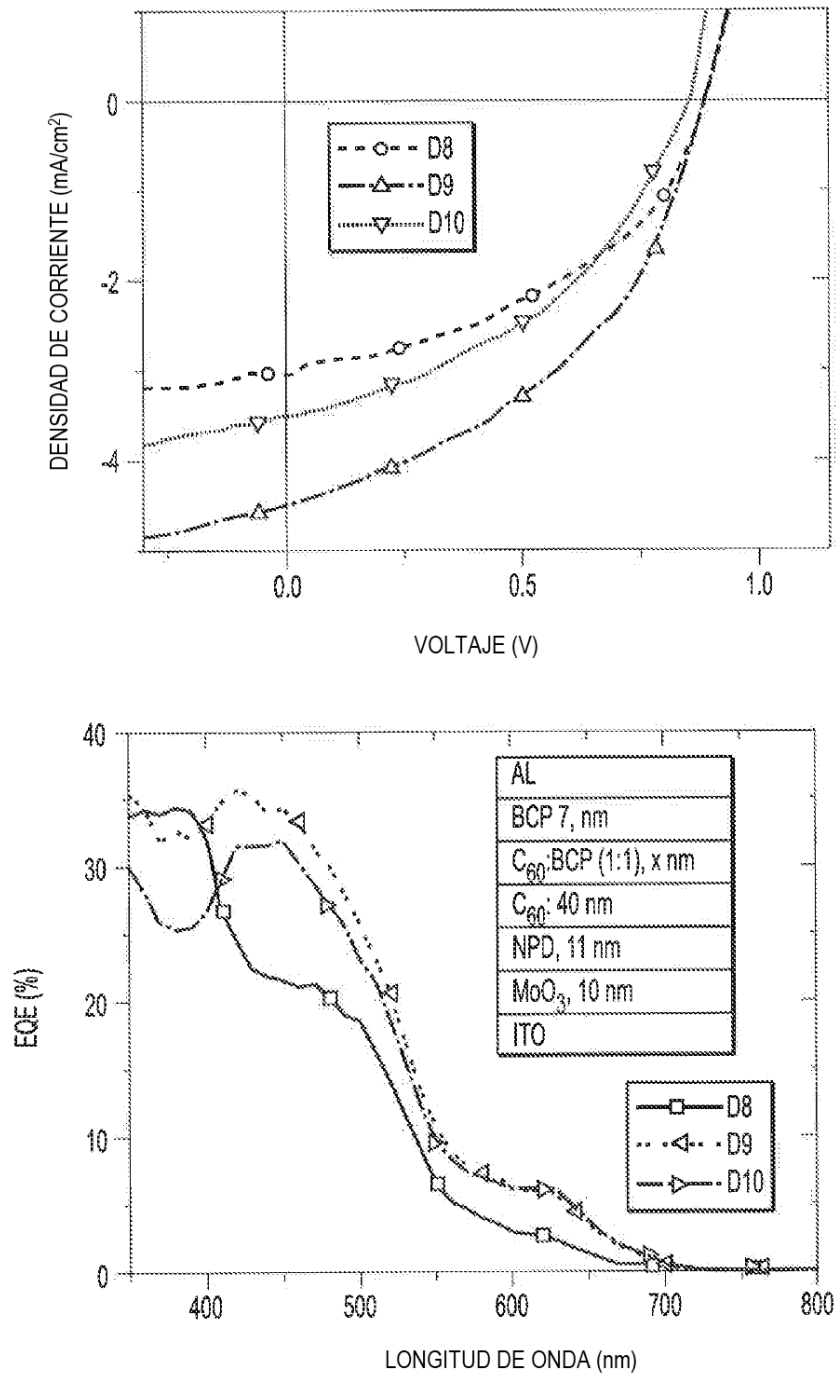 DENSIDAD DE CORRIENTE (mA/cm²)
0
-2
-4
D8
D9
D10
0.0
0.5
1.0
VOLTAJE (V)
EQE (%)
40
30
20
10
0
AL
BCP 7, nm
C₆₀:BCP (1:1), x nm
C₆₀: 40 nm
NPD, 11 nm
MoO₃, 10 nm
ITO
D8
D9
D10
400
500
600
700
800
LONGITUD DE ONDA (nm)